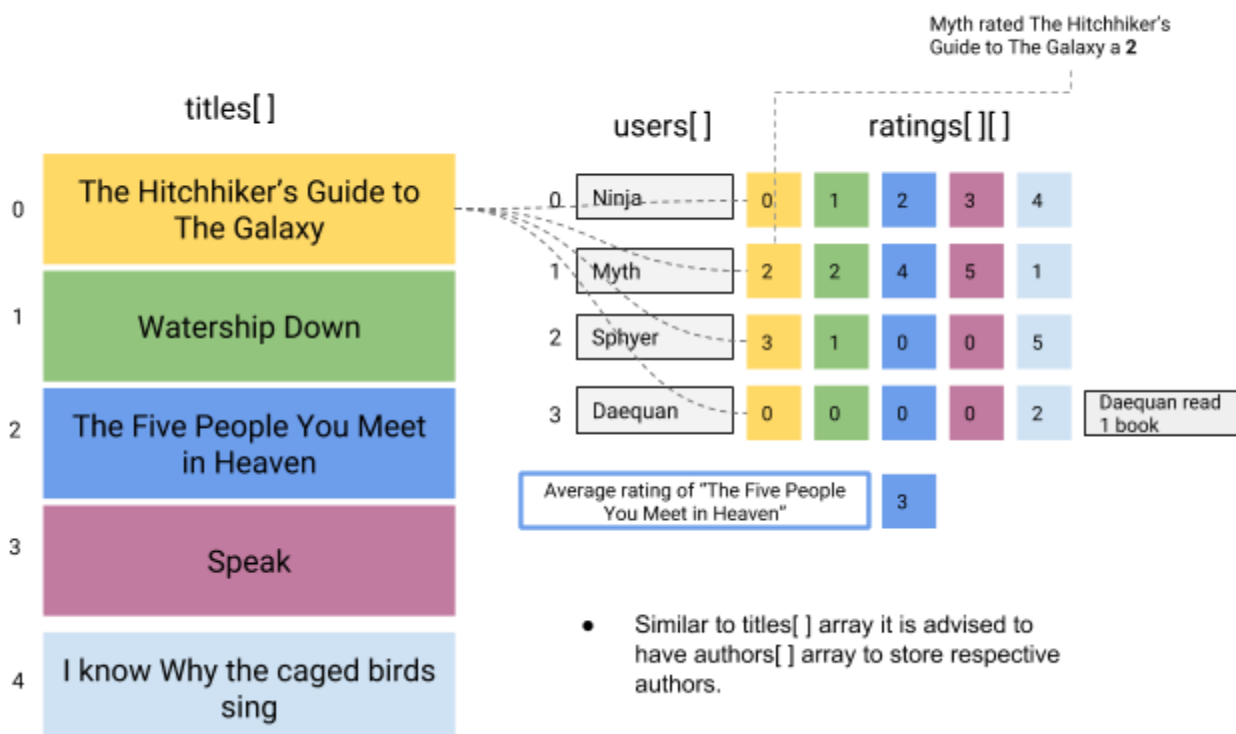 Myth rated The Hitchhiker's
Guide to The Galaxy a 2
titles[ ]
users[ ]
ratings[ ][ ]
0
The Hitchhiker's Guide to
The Galaxy
1
Watership Down
2
The Five People You Meet
in Heaven
3
Speak
4
I know Why the caged birds
sing
0 Ninja 0 1 2 3 4
1 Myth 2 2 4 5 1
2 Sphyer 3 1 0 0 5
3 Daequan 0 0 0 0 2
Daequan read
1 book
Average rating of "The Five People
You Meet in Heaven"
3
● Similar to titles[ ] array it is advised to
have authors[ ] array to store respective
authors.